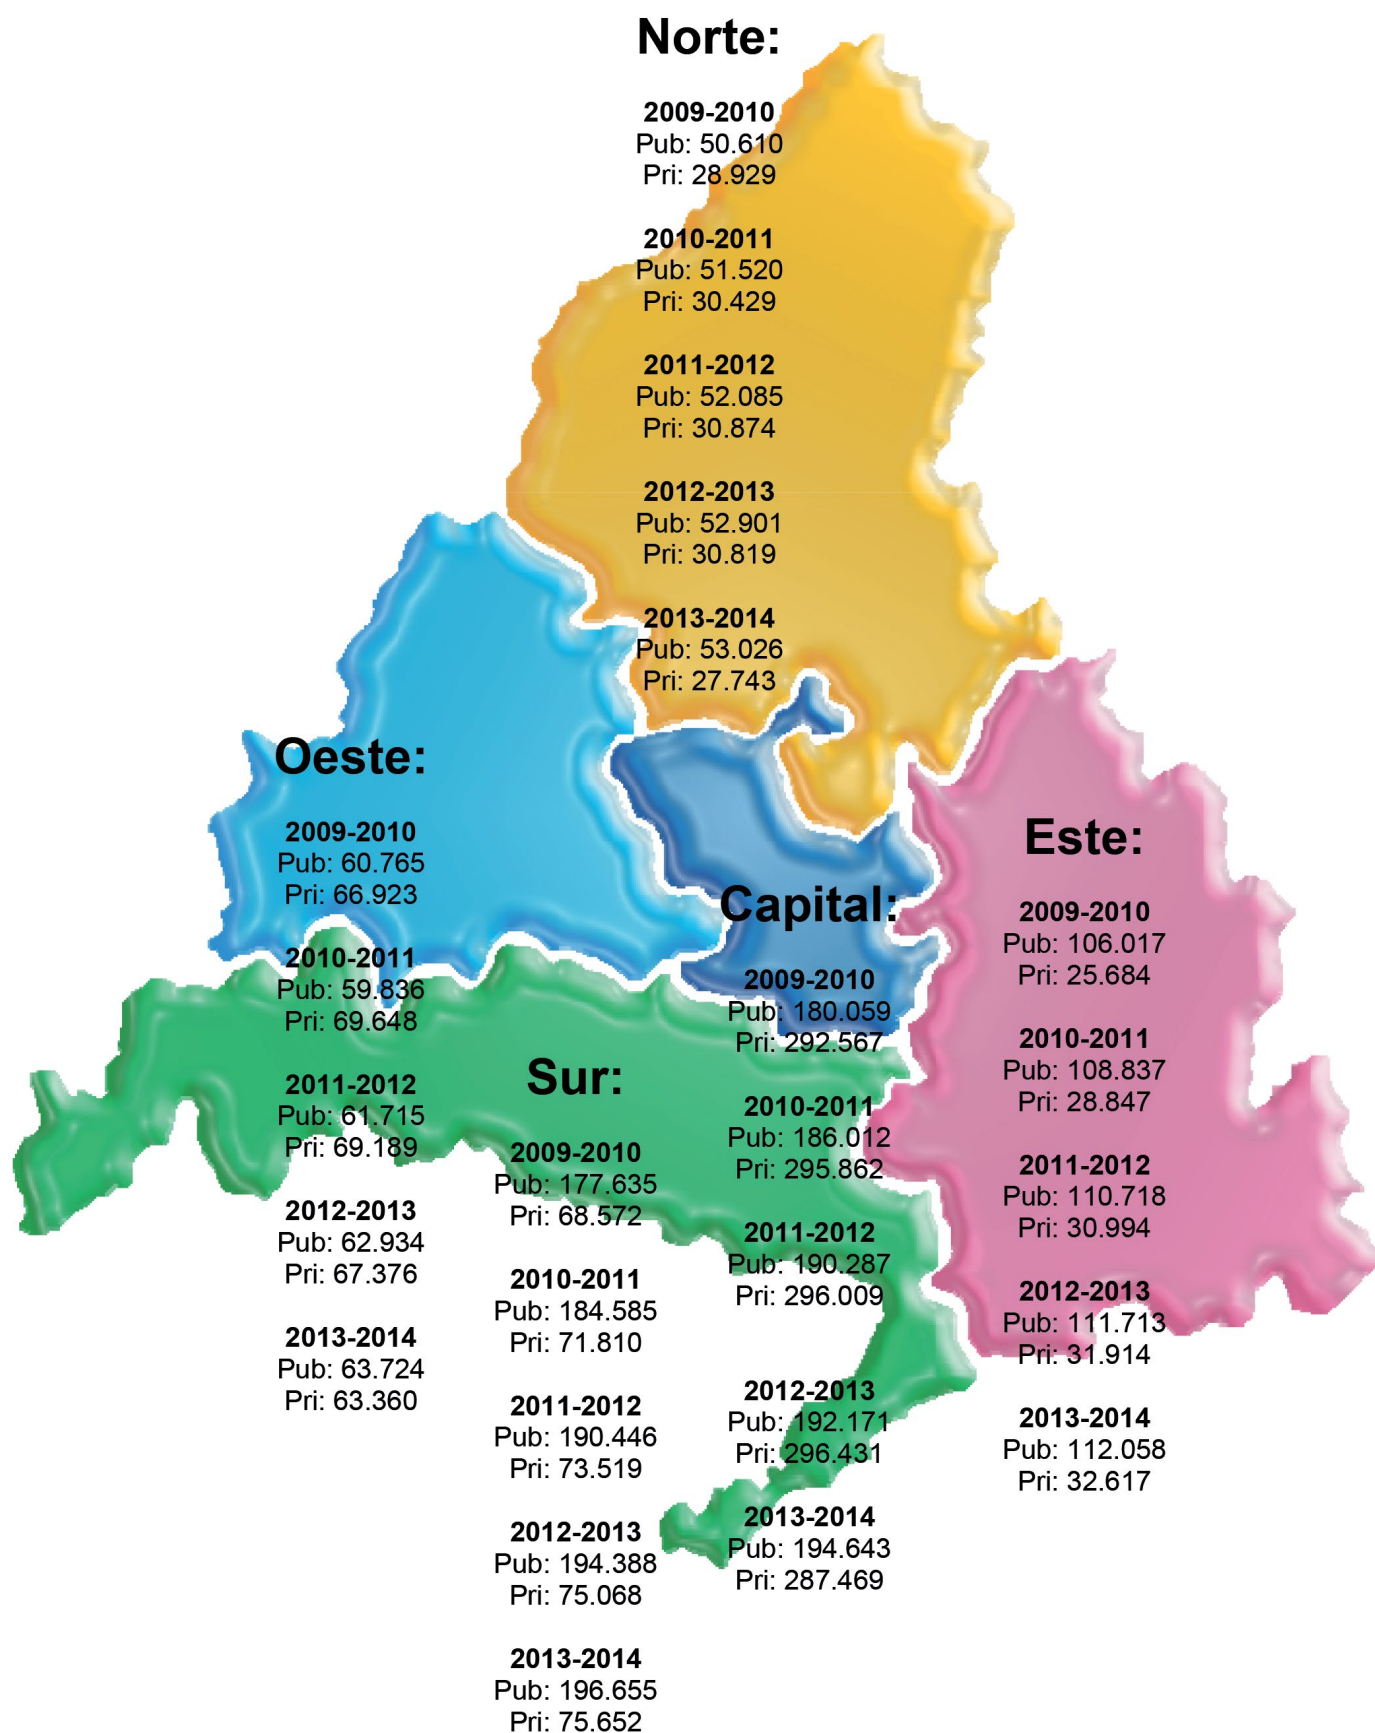 Norte:
2009-2010
Pub: 50.610
Pri: 28.929
2010-2011
Pub: 51.520
Pri: 30.429
2011-2012
Pub: 52.085
Pri: 30.874
2012-2013
Pub: 52.901
Pri: 30.819
2013-2014
Pub: 53.026
Pri: 27.743
Oeste:
2009-2010
Pub: 60.765
Pri: 66.923
2010-2011
Pub: 59.836
Pri: 69.648
2011-2012
Pub: 61.715
Pri: 69.189
2012-2013
Pub: 62.934
Pri: 67.376
2013-2014
Pub: 63.724
Pri: 63.360
Sur:
2009-2010
Pub: 177.635
Pri: 68.572
2010-2011
Pub: 184.585
Pri: 71.810
2011-2012
Pub: 190.446
Pri: 73.519
2012-2013
Pub: 194.388
Pri: 75.068
2013-2014
Pub: 196.655
Pri: 75.652
Capital:
2009-2010
Pub: 180.059
Pri: 292.567
2010-2011
Pub: 186.012
Pri: 295.862
2011-2012
Pub: 190.287
Pri: 296.009
2012-2013
Pub: 192.171
Pri: 296.431
2013-2014
Pub: 194.643
Pri: 287.469
Este:
2009-2010
Pub: 106.017
Pri: 25.684
2010-2011
Pub: 108.837
Pri: 28.847
2011-2012
Pub: 110.718
Pri: 30.994
2012-2013
Pub: 111.713
Pri: 31.914
2013-2014
Pub: 112.058
Pri: 32.617